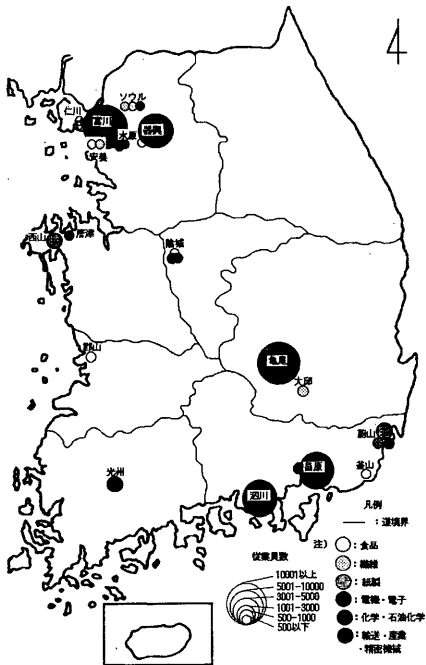 4
ソウル
仁川
富川
水原
器興
安養
西山
唐津
陰城
群山
亀尾
大邱
蔚山
釜山
昌原
泗川
光州
凡例
：道境界
注）
：食品
：繊維
：紙製
：電機・電子
：化学・石油化学
：輸送・産業
・精密機械
従業員数
10001以上
5001-10000
3001-5000
1001-3000
500-1000
500以下